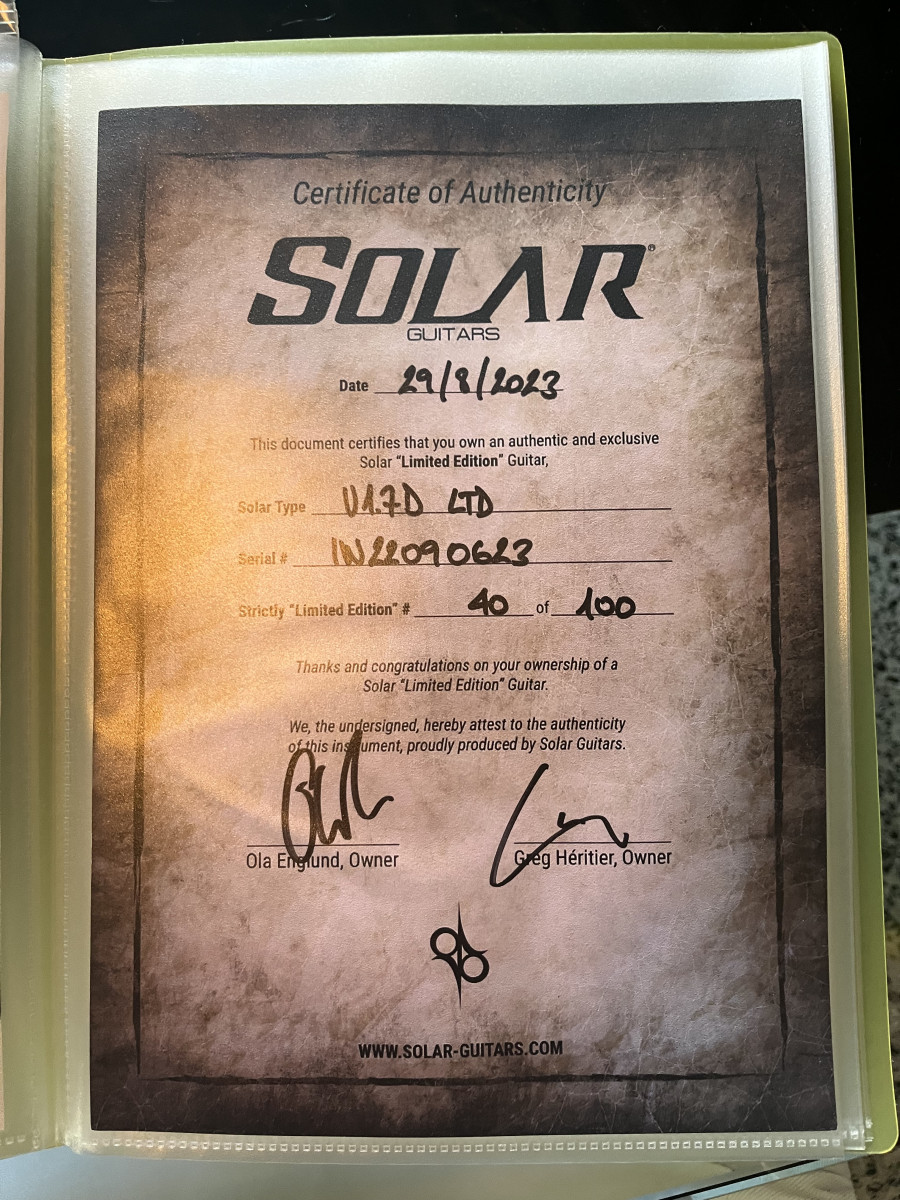 Certificate of Authenticity
SOLAR®
GUITARS
Date 29/8/2023
This document certifies that you own an authentic and exclusive
Solar "Limited Edition" Guitar,
Solar Type V1.7D LTD
Serial # IW22090623
Strictly "Limited Edition" # 40 of 100
Thanks and congratulations on your ownership of a
Solar "Limited Edition" Guitar.
We, the undersigned, hereby attest to the authenticity
of this instrument, proudly produced by Solar Guitars.
Ola Englund, Owner Greg Héritier, Owner
WWW.SOLAR-GUITARS.COM